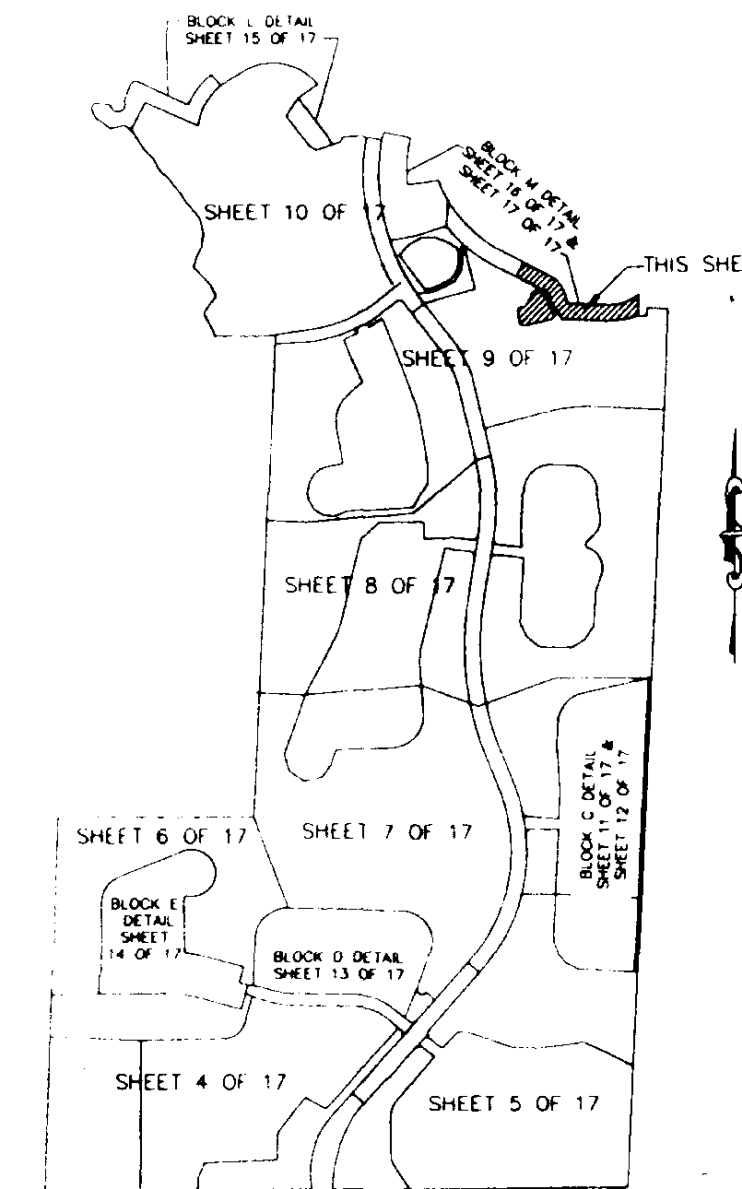 BLOCK L DETAIL
SHEET 15 OF 17
BLOCK M DETAIL
SHEET 16 OF 17 &
SHEET 17 OF 17
SHEET 10 OF 17
THIS SHE
SHEET 9 OF 17
SHEET 8 OF 17
BLOCK C DETAIL
SHEET 11 OF 17 &
SHEET 12 OF 17
SHEET 6 OF 17
SHEET 7 OF 17
BLOCK E
DETAIL
SHEET
14 OF 17
BLOCK D DETAIL
SHEET 13 OF 17
SHEET 4 OF 17
SHEET 5 OF 17